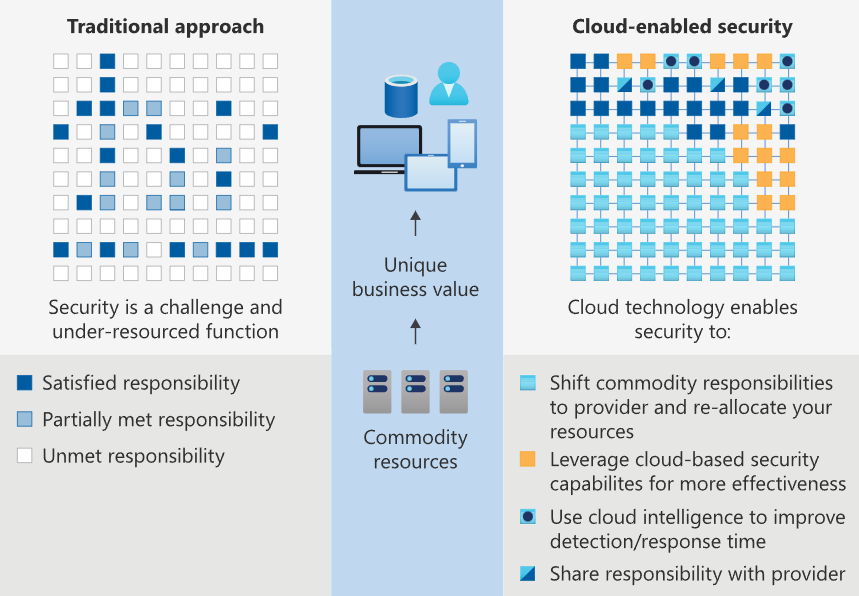 Traditional approach
Security is a challenge and
under-resourced function
Satisfied responsibility
Partially met responsibility
Unmet responsibility
Unique
business value
Commodity
resources
Cloud-enabled security
Cloud technology enables
security to:
Shift commodity responsibilities
to provider and re-allocate your
resources
Leverage cloud-based security
capabilites for more effectiveness
Use cloud intelligence to improve
detection/response time
Share responsibility with provider